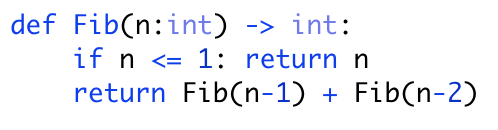 def Fib(n:int) -> int:
    if n <= 1: return n
    return Fib(n-1) + Fib(n-2)